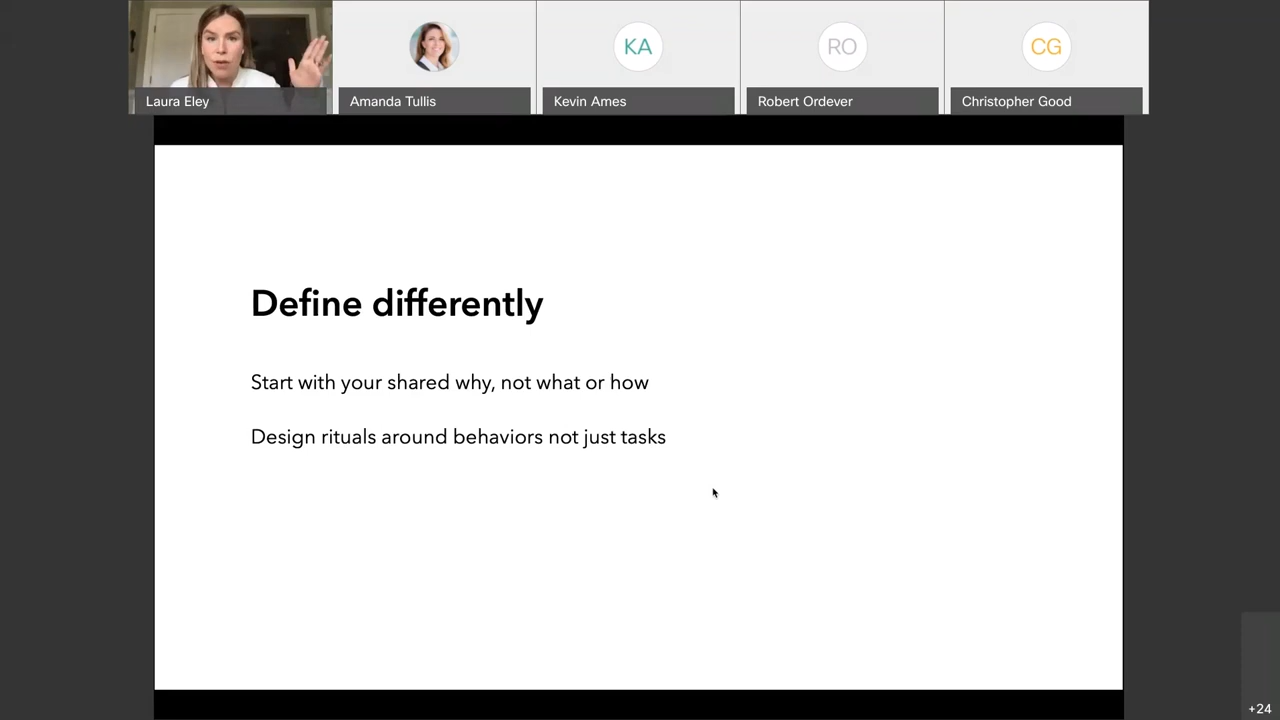 Laura Eley
Amanda Tullis
KA
Kevin Ames
RO
Robert Ordever
CG
Christopher Good
Define differently
Start with your shared why, not what or how
Design rituals around behaviors not just tasks
+24